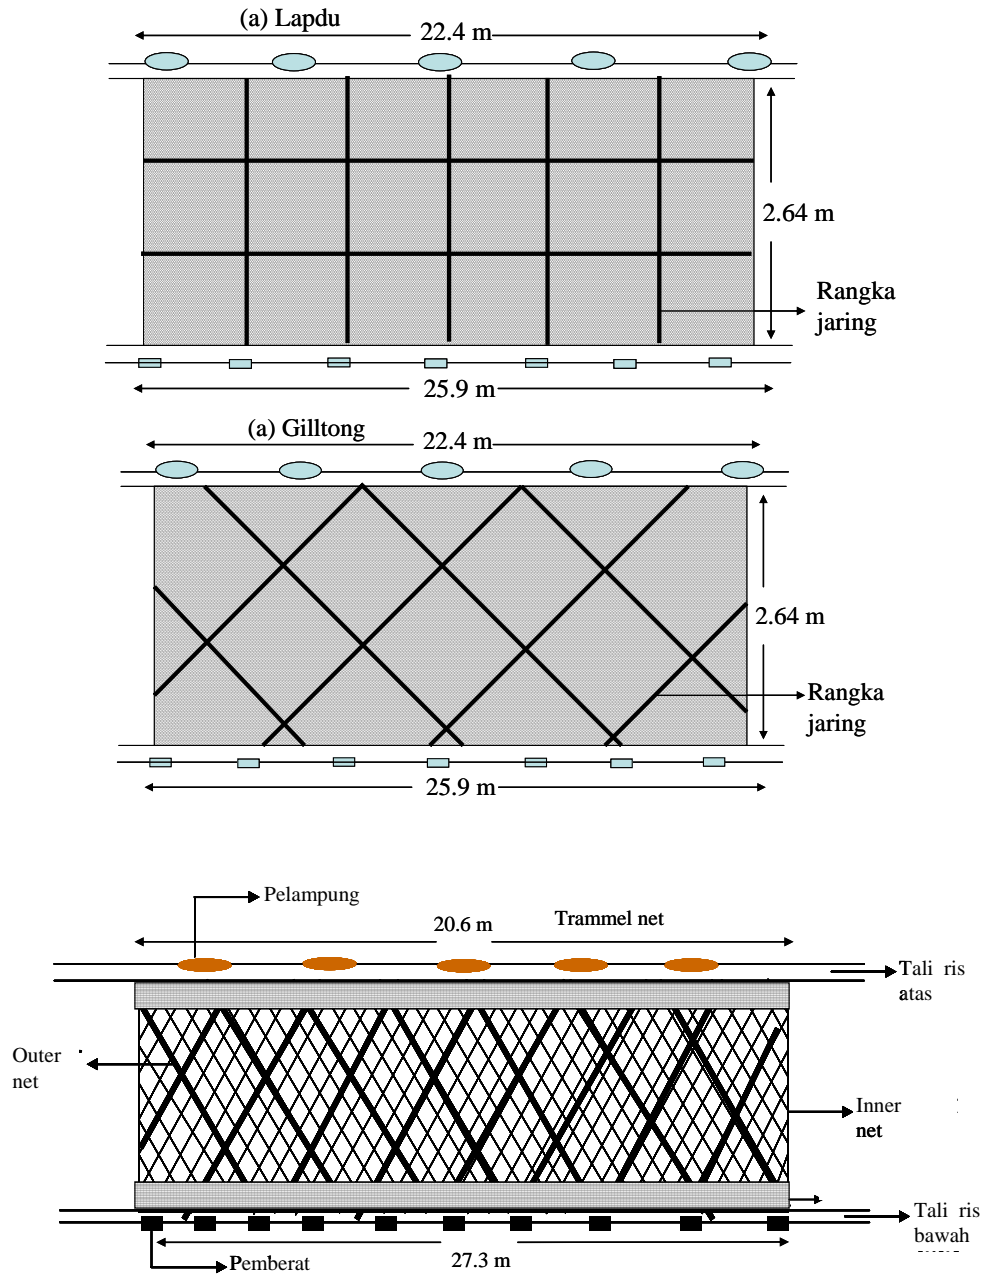 (a) Lapdu
22.4 m
2.64 m
Rangka
jaring
25.9 m
(a) Gilltong
22.4 m
2.64 m
Rangka
jaring
25.9 m
Pelampung
20.6 m
Trammel net
Tali ris
atas
Outer
net
Inner
net
Tali ris
bawah
27.3 m
Pemberat